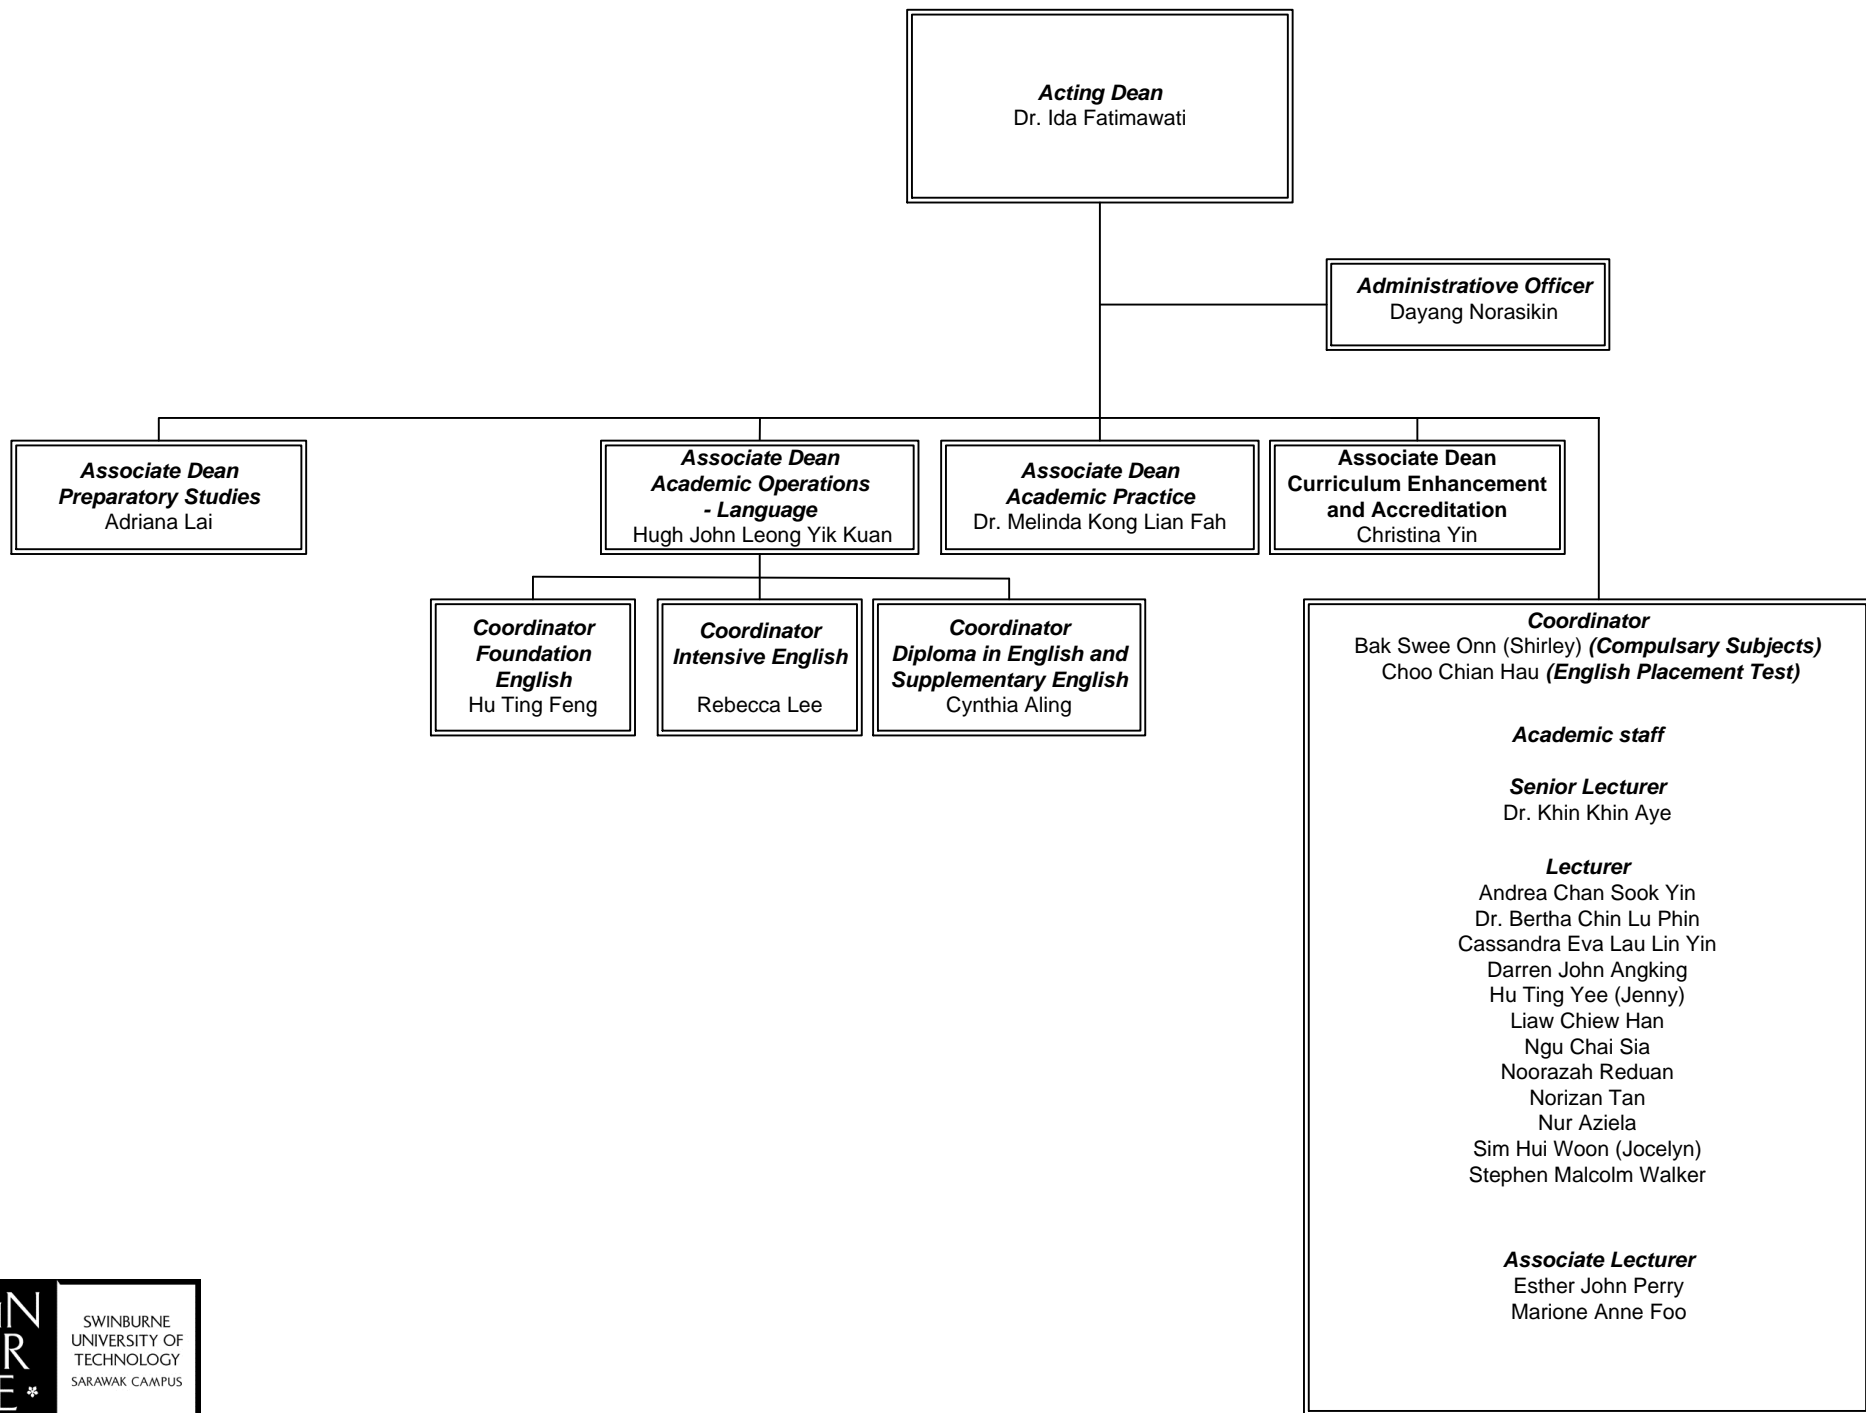 Acting Dean
Dr. Ida Fatimawati
Administratiove Officer
Dayang Norasikin
Associate Dean
Preparatory Studies
Adriana Lai
Associate Dean
Academic Operations
- Language
Hugh John Leong Yik Kuan
Associate Dean
Academic Practice
Dr. Melinda Kong Lian Fah
Associate Dean
Curriculum Enhancement
and Accreditation
Christina Yin
Coordinator
Foundation
English
Hu Ting Feng
Coordinator
Intensive English
Rebecca Lee
Coordinator
Diploma in English and
Supplementary English
Cynthia Aling
Coordinator
Bak Swee Onn (Shirley) (Compulsary Subjects)
Choo Chian Hau (English Placement Test)
Academic staff
Senior Lecturer
Dr. Khin Khin Aye
Lecturer
Andrea Chan Sook Yin
Dr. Bertha Chin Lu Phin
Cassandra Eva Lau Lin Yin
Darren John Angking
Hu Ting Yee (Jenny)
Liaw Chiew Han
Ngu Chai Sia
Noorazah Reduan
Norizan Tan
Nur Aziela
Sim Hui Woon (Jocelyn)
Stephen Malcolm Walker
Associate Lecturer
Esther John Perry
Marione Anne Foo
SWINBURNE
UNIVERSITY OF
TECHNOLOGY
SARAWAK CAMPUS